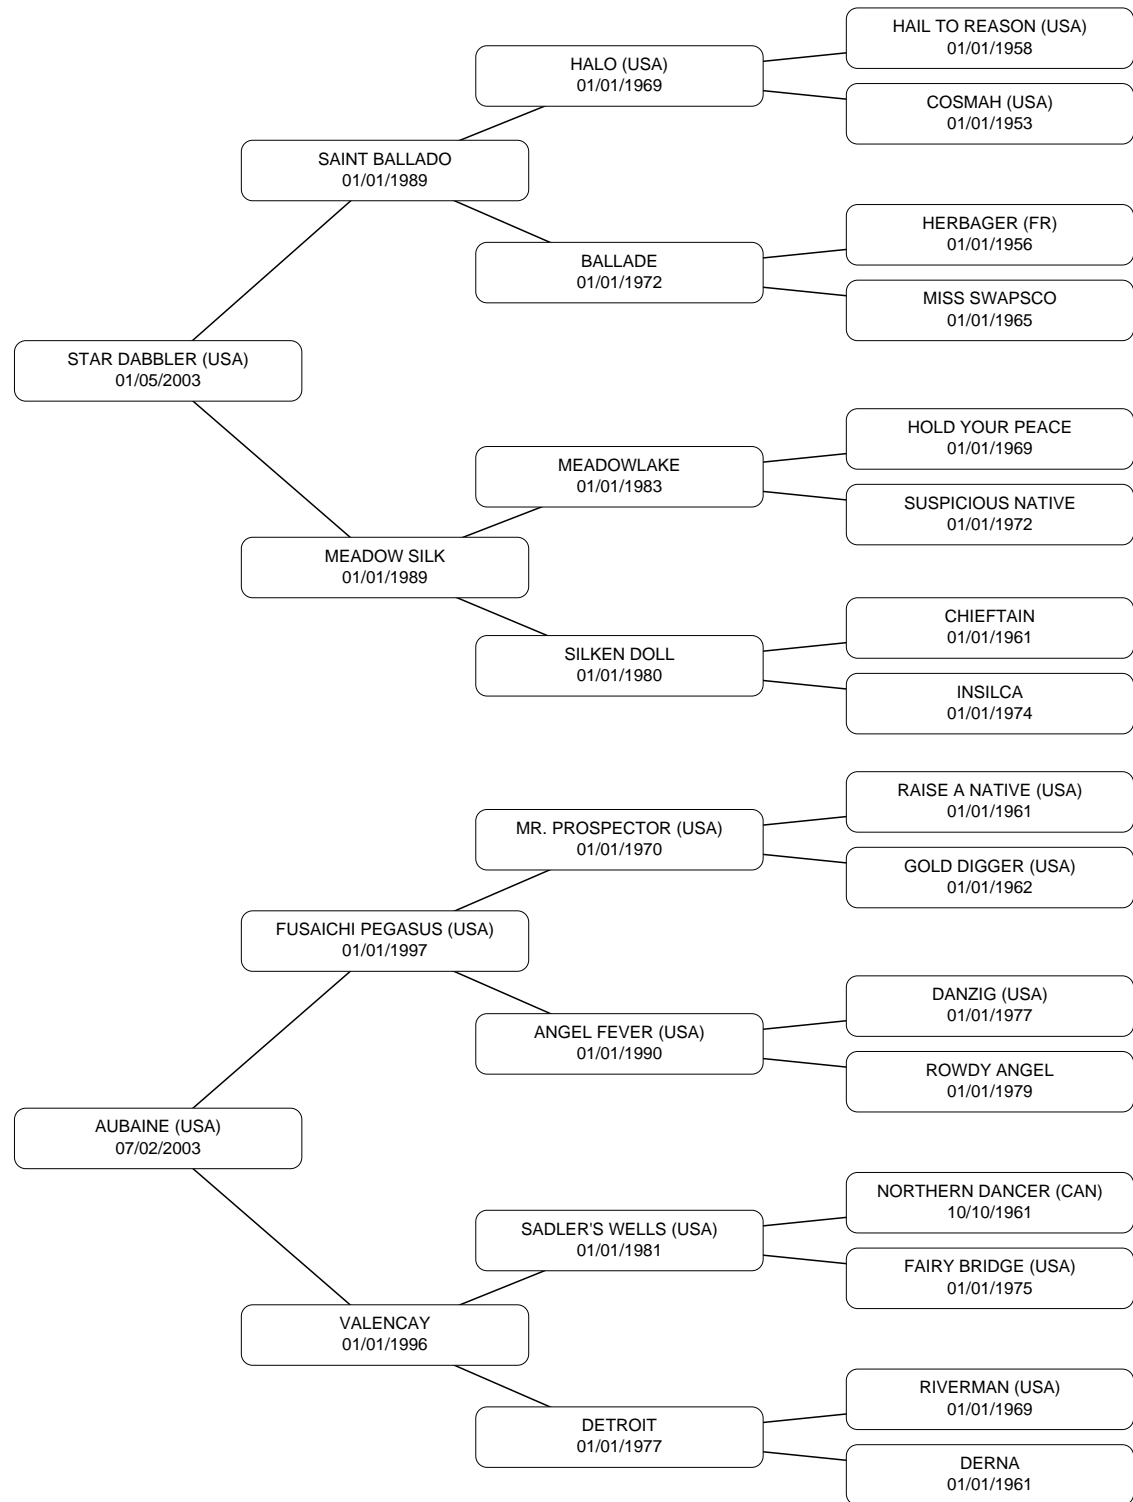 HAIL TO REASON (USA)
01/01/1958
HALO (USA)
01/01/1969
COSMAH (USA)
01/01/1953
SAINT BALLADO
01/01/1989
HERBAGER (FR)
01/01/1956
BALLADE
01/01/1972
MISS SWAPSCO
01/01/1965
STAR DABBLER (USA)
01/05/2003
HOLD YOUR PEACE
01/01/1969
MEADOWLAKE
01/01/1983
SUSPICIOUS NATIVE
01/01/1972
MEADOW SILK
01/01/1989
CHIEFTAIN
01/01/1961
SILKEN DOLL
01/01/1980
INSILCA
01/01/1974
RAISE A NATIVE (USA)
01/01/1961
MR. PROSPECTOR (USA)
01/01/1970
GOLD DIGGER (USA)
01/01/1962
FUSAICHI PEGASUS (USA)
01/01/1997
DANZIG (USA)
01/01/1977
ANGEL FEVER (USA)
01/01/1990
ROWDY ANGEL
01/01/1979
AUBAINE (USA)
07/02/2003
NORTHERN DANCER (CAN)
10/10/1961
SADLER'S WELLS (USA)
01/01/1981
FAIRY BRIDGE (USA)
01/01/1975
VALENCAY
01/01/1996
RIVERMAN (USA)
01/01/1969
DETROIT
01/01/1977
DERNA
01/01/1961